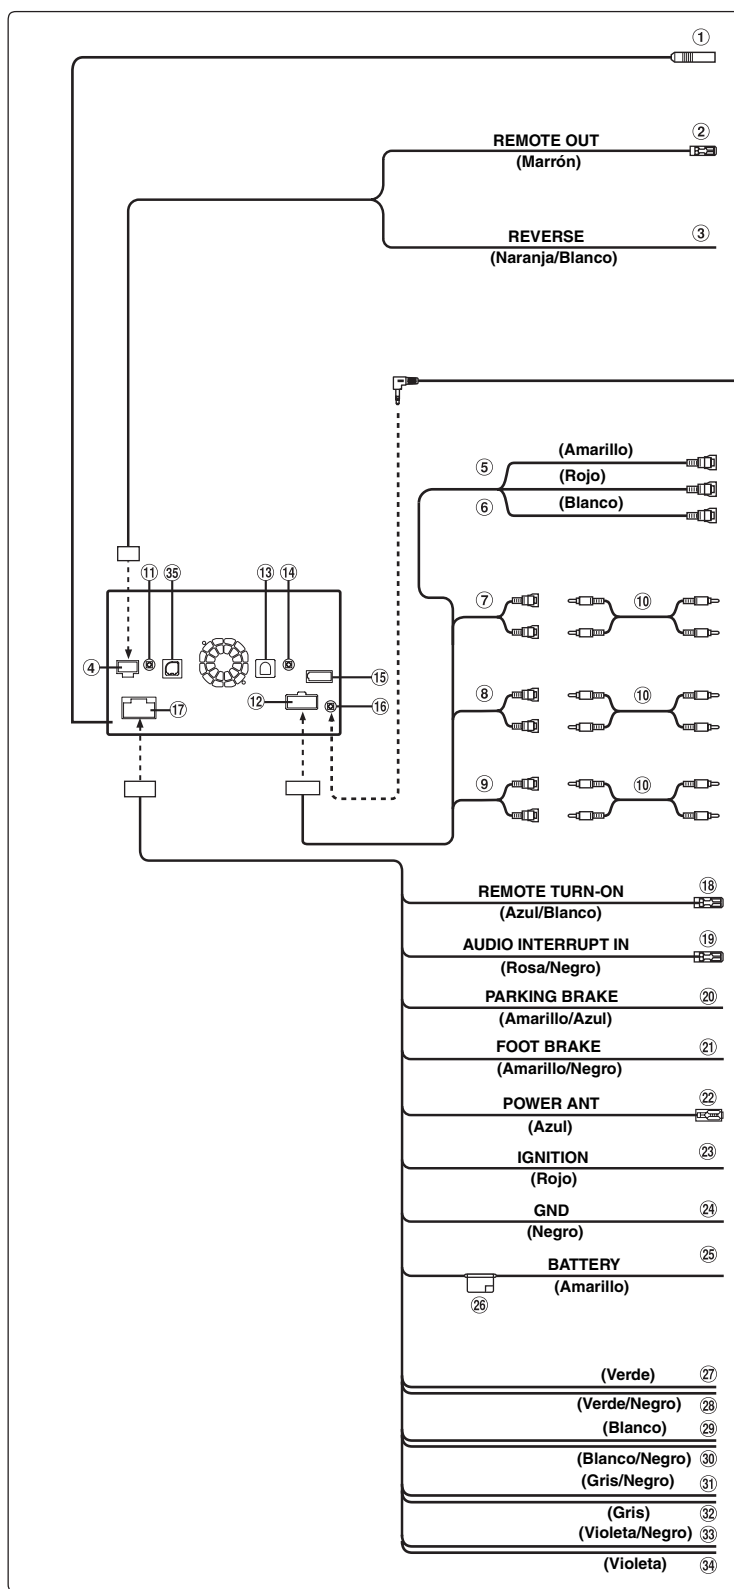 ①
②
REMOTE OUT
(Marrón)
③
REVERSE
(Naranja/Blanco)
(Amarillo)
⑤
(Rojo)
⑥
(Blanco)
⑪ ㉟ ⑬ ⑭
⑦ ⑩
④
⑮
⑫
⑰
⑯
⑧ ⑩
⑨ ⑩
⑱
REMOTE TURN-ON
(Azul/Blanco)
⑲
AUDIO INTERRUPT IN
(Rosa/Negro)
PARKING BRAKE ⑳
(Amarillo/Azul)
FOOT BRAKE ㉑
(Amarillo/Negro)
㉒
POWER ANT
(Azul)
IGNITION ㉓
(Rojo)
GND ㉔
(Negro)
㉕
BATTERY
(Amarillo)
㉖
(Verde) ㉗
(Verde/Negro) ㉘
(Blanco) ㉙
(Blanco/Negro) ㉚
(Gris/Negro) ㉛
(Gris) ㉜
(Violeta/Negro) ㉝
(Violeta) ㉞